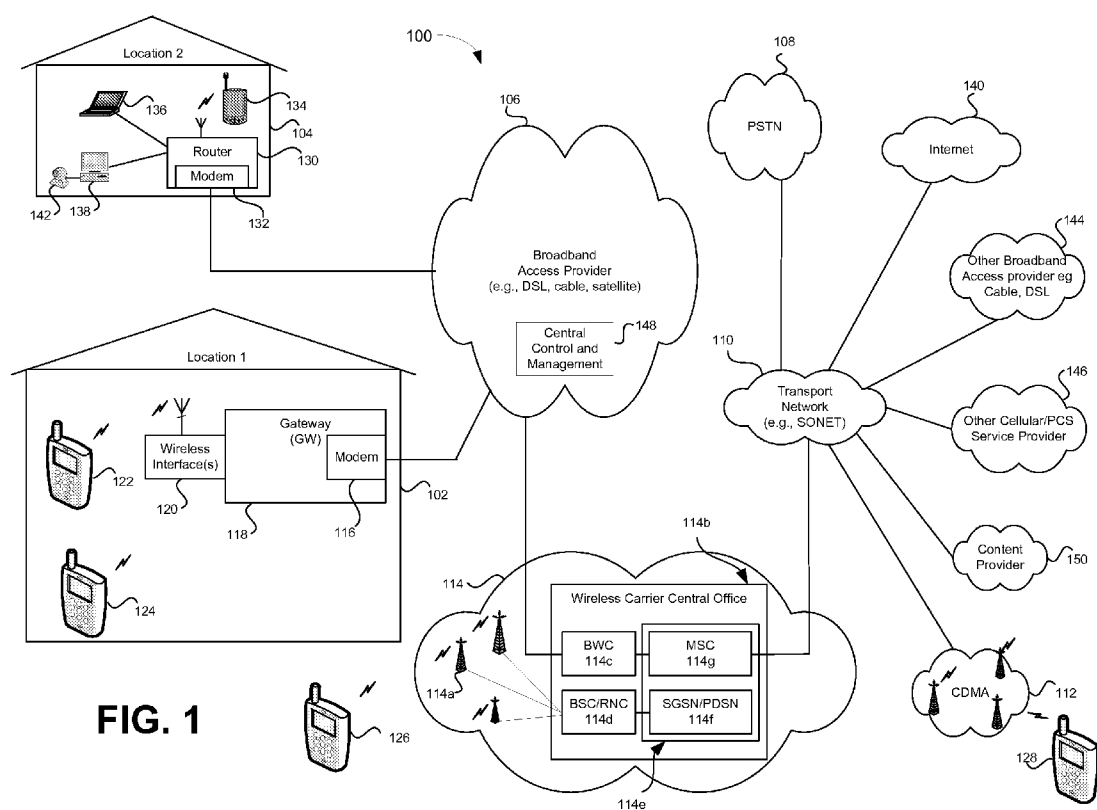 100
108
PSTN
140
Internet
Location 2
136
134
104
Router
130
Modem
142
138
132
106
Broadband
Access Provider
(e.g., DSL, cable, satellite)
Central
Control and
Management
148
144
Other Broadband
Access provider eg
Cable, DSL
110
Transport
Network
(e.g., SONET)
146
Other Cellular/PCS
Service Provider
Location 1
Gateway
(GW)
Wireless
Interface(s)
Modem
122
120
118
116
102
124
114b
114
Wireless Carrier Central Office
BWC
114c
MSC
114g
BSC/RNC
114d
SGSN/PDSN
114f
114a
114e
Content
Provider
150
CDMA
112
128
126
FIG. 1